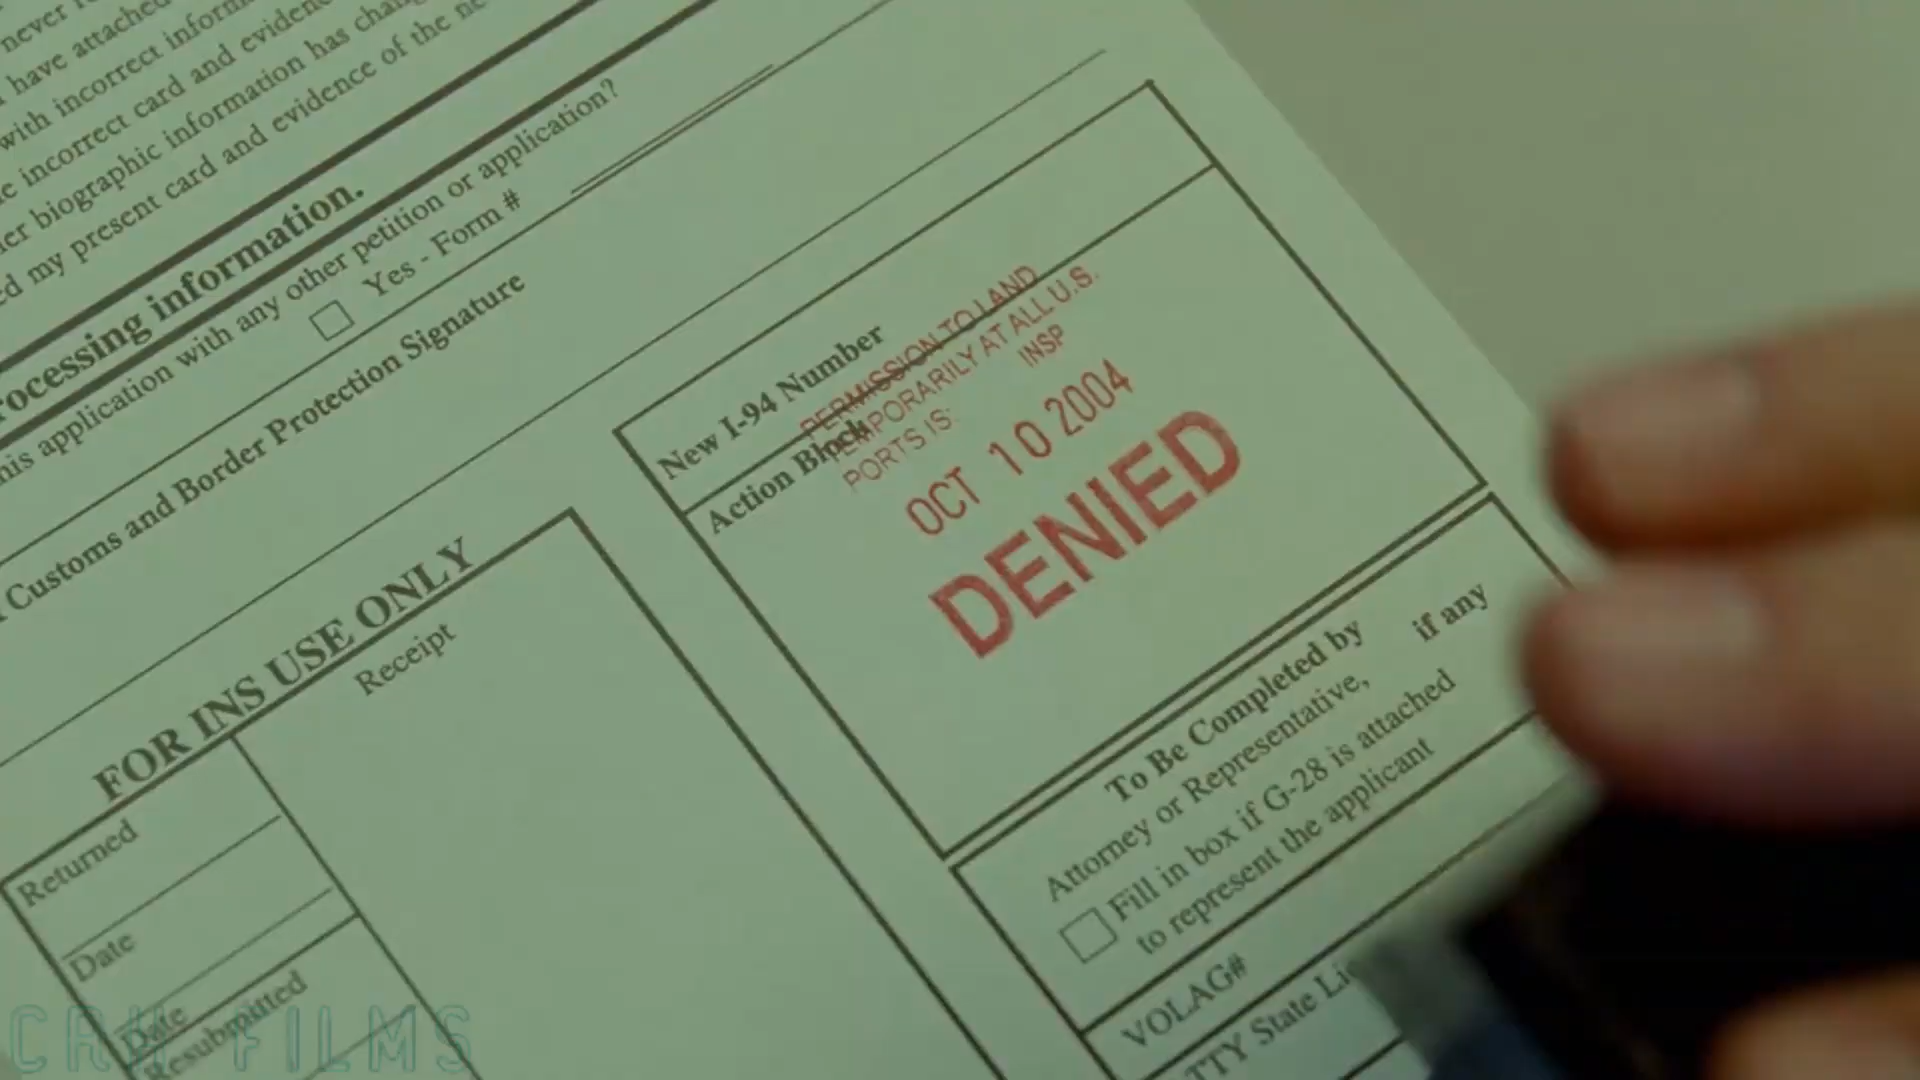 never
have attached
with incorrect
incorrect card and
biographic information has
my present card and evidence of the
processing information.
this application with any other petition or application?
Yes - Form #
Customs and Border Protection Signature
New I-94 Number
Action Block
PERMISSION TO LAND
TEMPORARILY AT ALL U.S.
PORTS IS: INSP
OCT 10 2004
DENIED
FOR INS USE ONLY
Receipt
Returned
Date
Date
Resubmitted
To Be Completed by
Attorney or Representative, if any
Fill in box if G-28 is attached
to represent the applicant
VOLAG#
State
CRH FILMS